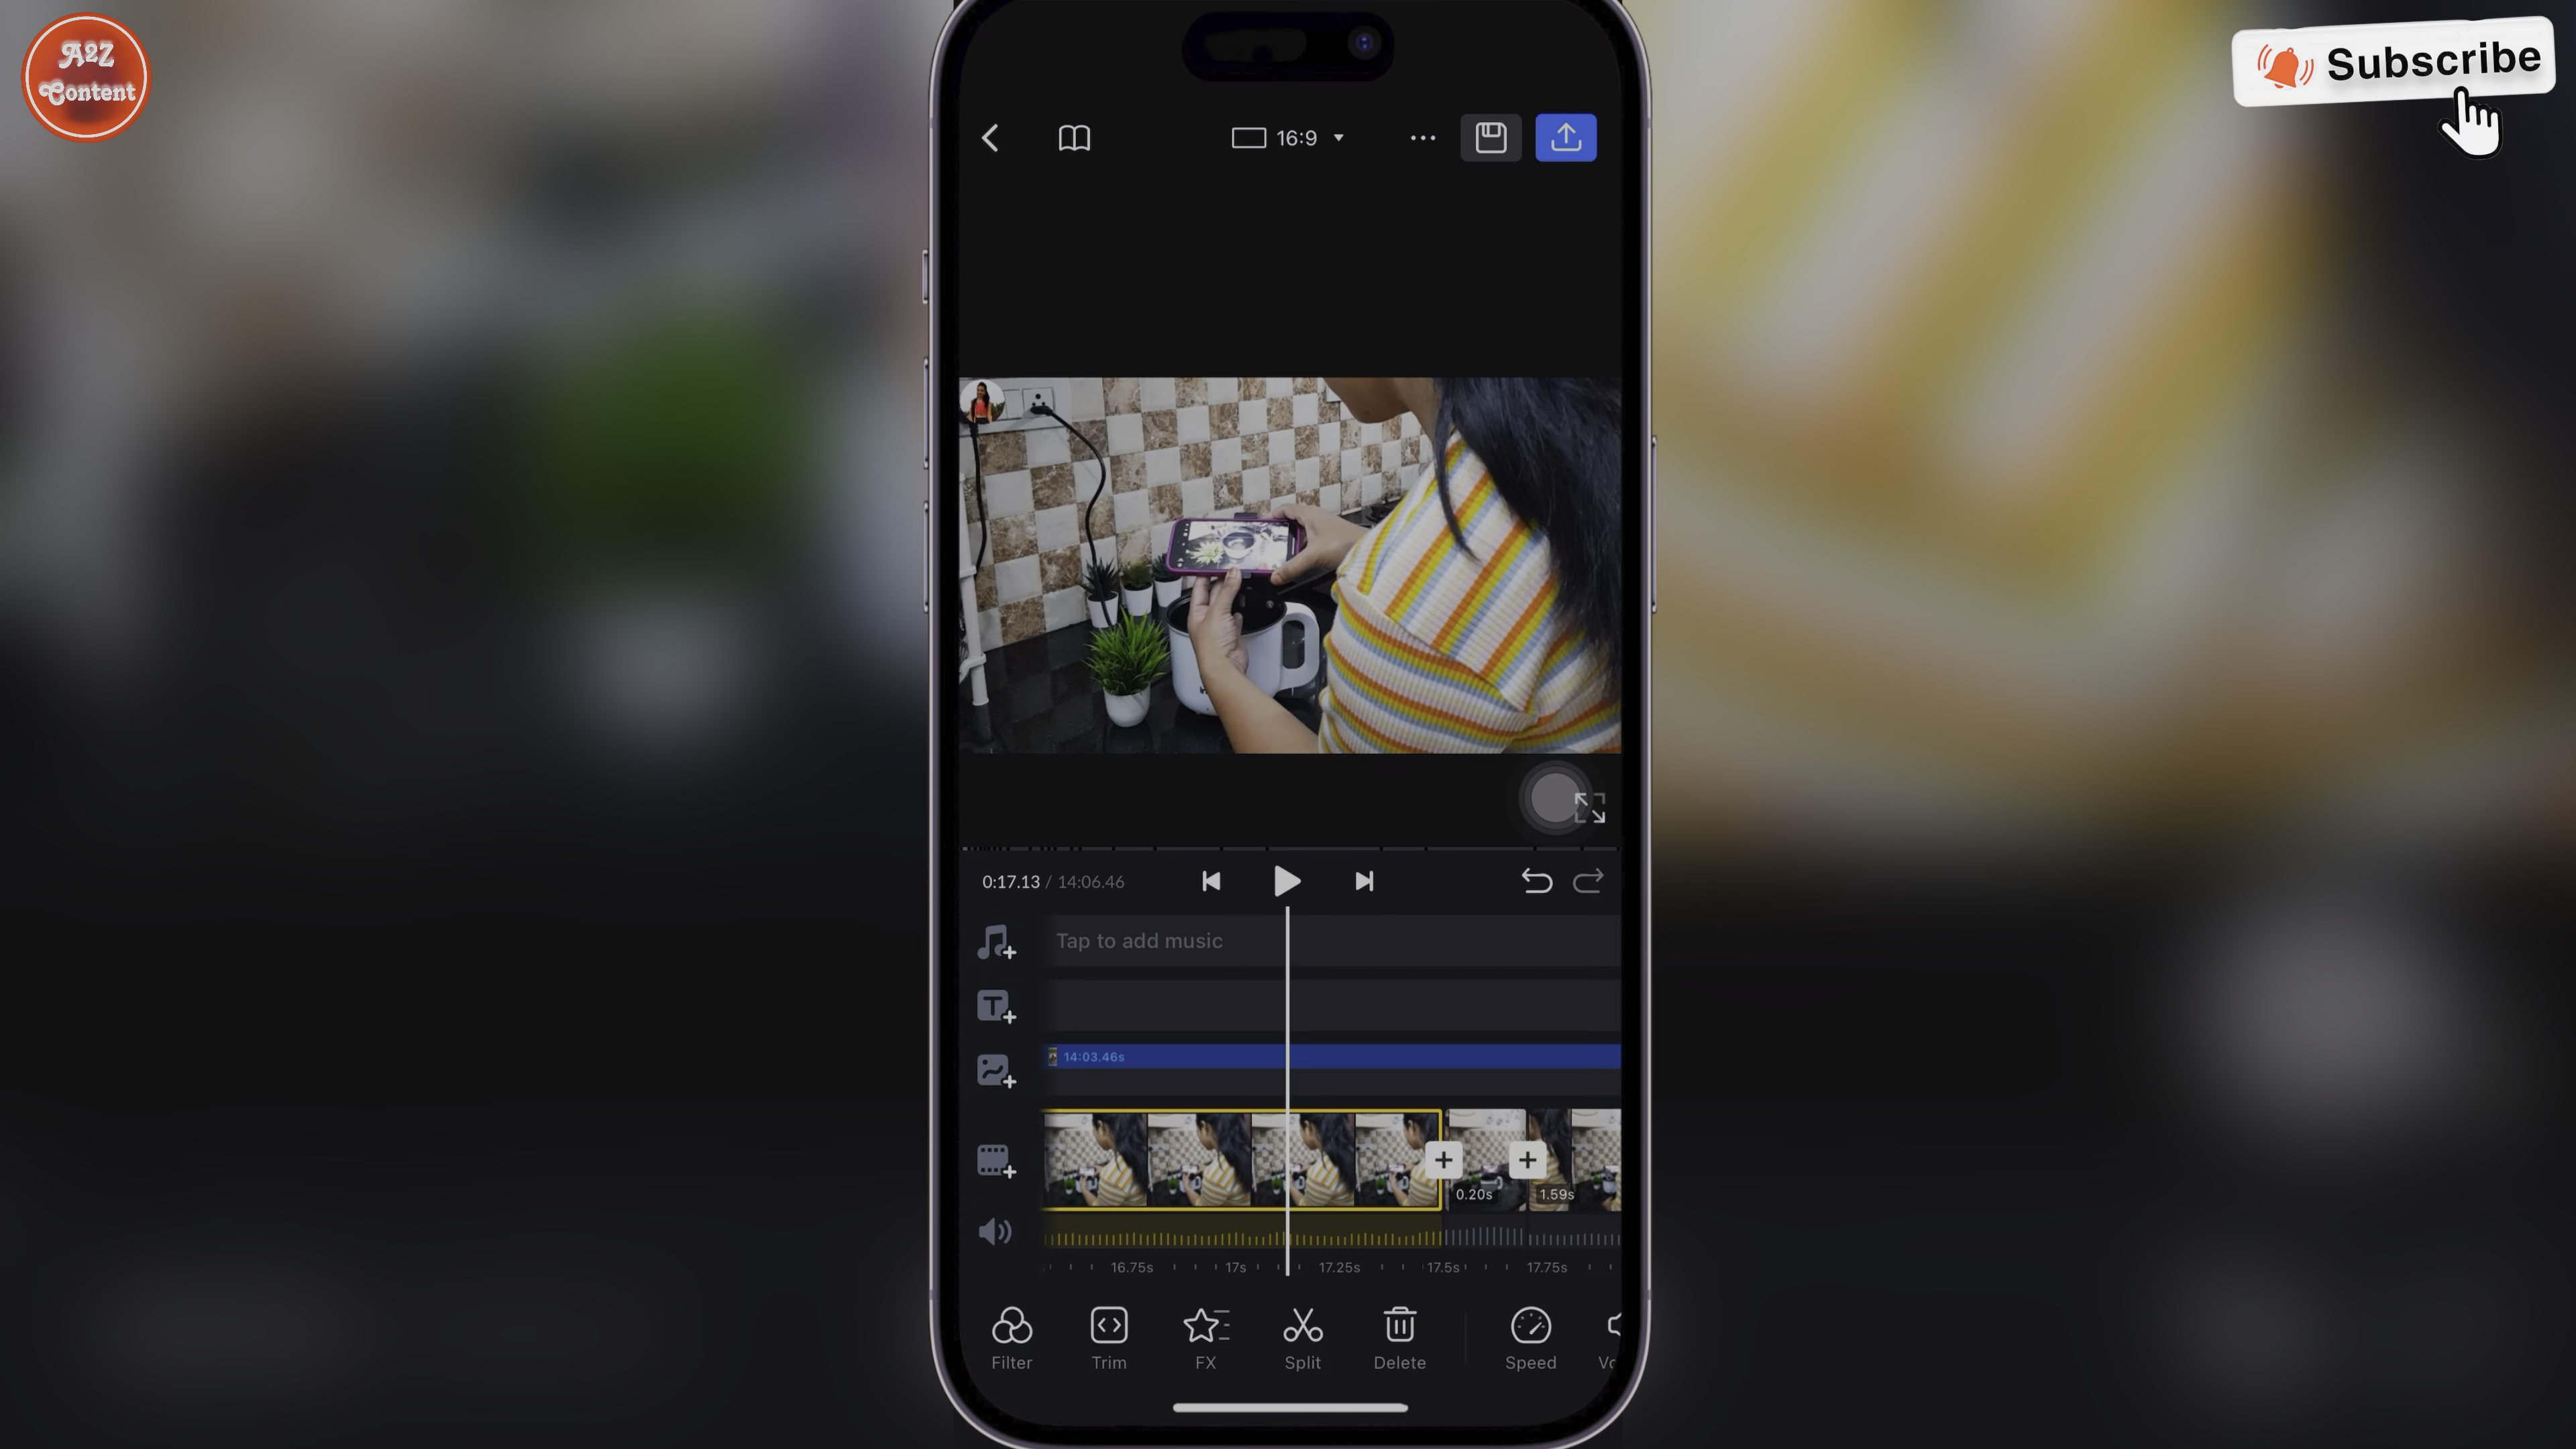 A2Z
Content
Subscribe
16:9
0:17.13 / 14:06.46
Tap to add music
14:03.46s
0.20s
1.59s
16.75s 17s 17.25s 17.5s 17.75s
Filter Trim FX Split Delete Speed